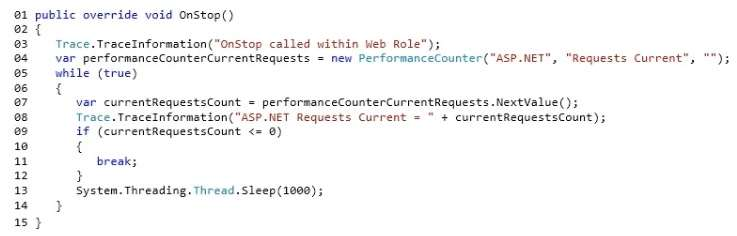 01 public override void OnStop()
02 {
03    Trace.TraceInformation("OnStop called within Web Role");
04    var performanceCounterCurrentRequests = new PerformanceCounter("ASP.NET", "Requests Current", "");
05    while (true)
06    {
07       var currentRequestsCount = performanceCounterCurrentRequests.NextValue();
08       Trace.TraceInformation("ASP.NET Requests Current = " + currentRequestsCount);
09       if (currentRequestsCount <= 0)
10       {
11          break;
12       }
13       System.Threading.Thread.Sleep(1000);
14    }
15 }